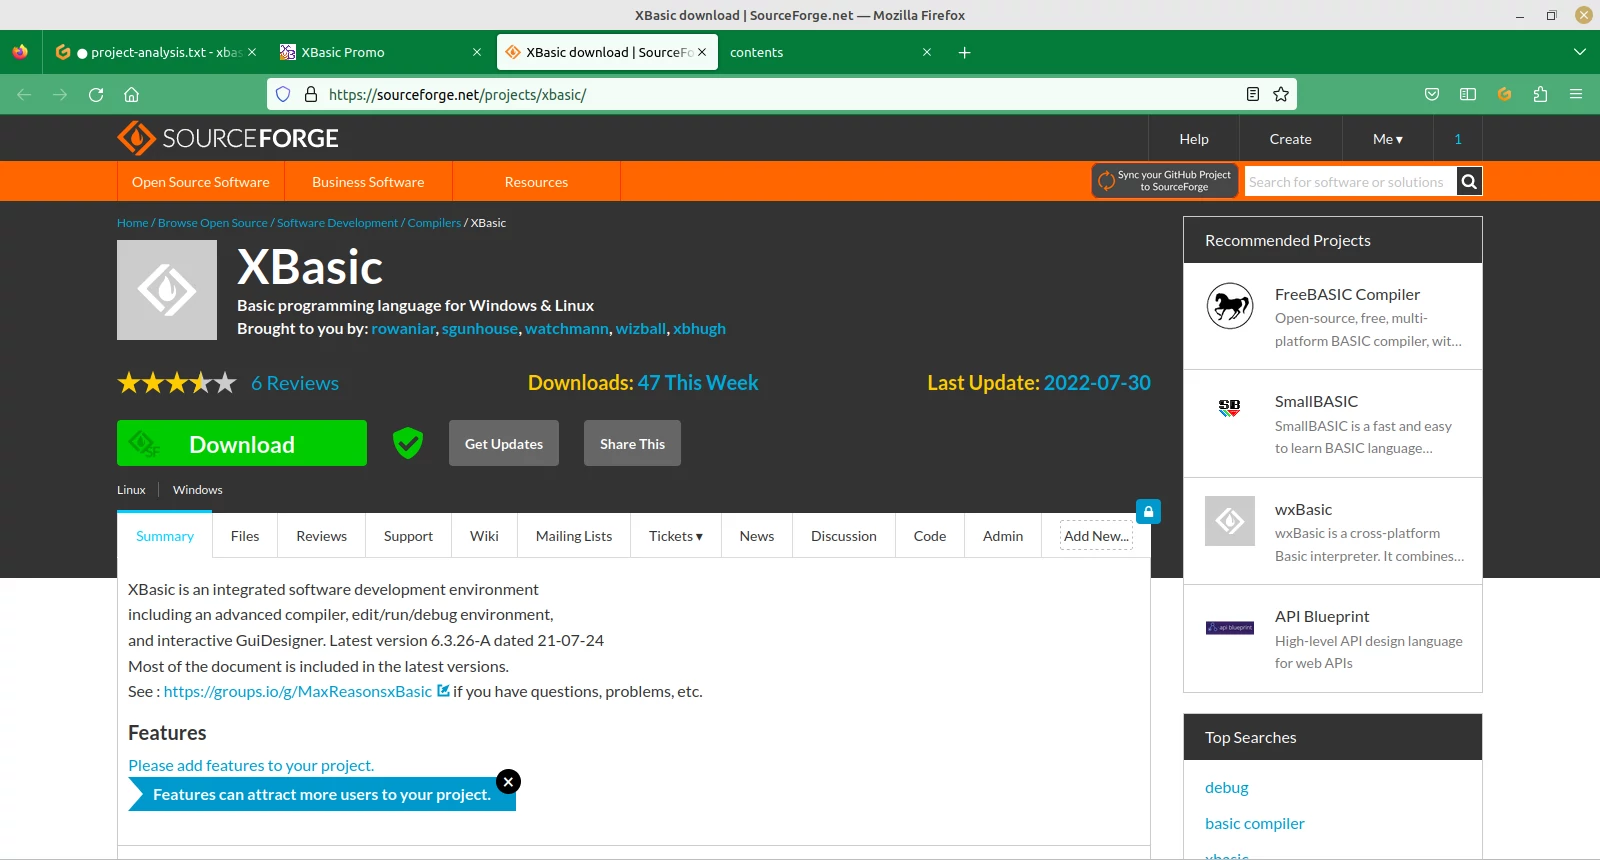 XBasic download | SourceForge.net — Mozilla Firefox
project-analysis.txt - xbas
XBasic Promo
XBasic download | SourceFo
contents
https://sourceforge.net/projects/xbasic/
SOURCEFORGE
Help
Create
Me ▾
1
Open Source Software
Business Software
Resources
Sync your GitHub Project
to SourceForge
Search for software or solutions
Home / Browse Open Source / Software Development / Compilers / XBasic
XBasic
Basic programming language for Windows & Linux
Brought to you by: rowaniar, sgunhouse, watchmann, wizball, xbhugh
6 Reviews
Downloads: 47 This Week
Last Update: 2022-07-30
SF
Download
Get Updates
Share This
Linux
Windows
Summary
Files
Reviews
Support
Wiki
Mailing Lists
Tickets ▾
News
Discussion
Code
Admin
Add New...
XBasic is an integrated software development environment
including an advanced compiler, edit/run/debug environment,
and interactive GuiDesigner. Latest version 6.3.26-A dated 21-07-24
Most of the document is included in the latest versions.
See : https://groups.io/g/MaxReasonsxBasic if you have questions, problems, etc.
Features
Please add features to your project.
Features can attract more users to your project.
Recommended Projects
FreeBASIC Compiler
Open-source, free, multi-
platform BASIC compiler, wit...
SB
SmallBASIC
SmallBASIC is a fast and easy
to learn BASIC language...
wxBasic
wxBasic is a cross-platform
Basic interpreter. It combines...
api blueprint
API Blueprint
High-level API design language
for web APIs
Top Searches
debug
basic compiler
xbasic